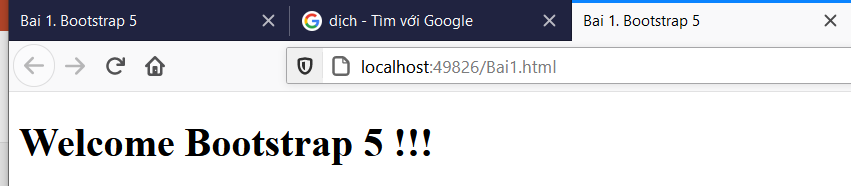 Bai 1. Bootstrap 5
dịch - Tìm với Google
Bai 1. Bootstrap 5
localhost:49826/Bai1.html
Welcome Bootstrap 5 !!!